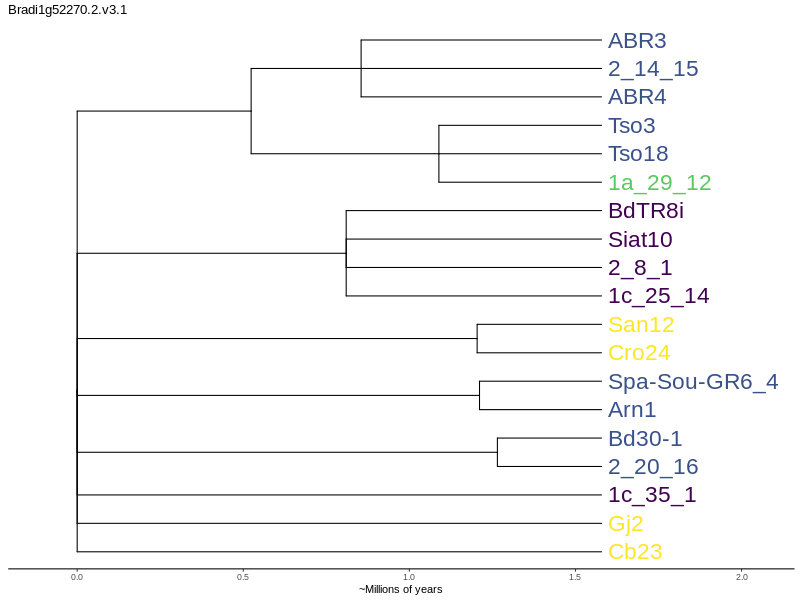 Bradi1g52270.2.v3.1
ABR3
2_14_15
ABR4
Tso3
Tso18
1a_29_12
BdTR8i
Siat10
2_8_1
1c_25_14
San12
Cro24
Spa-Sou-GR6_4
Arn1
Bd30-1
2_20_16
1c_35_1
Gj2
Cb23
0.0 0.5 1.0 1.5 2.0
~Millions of years